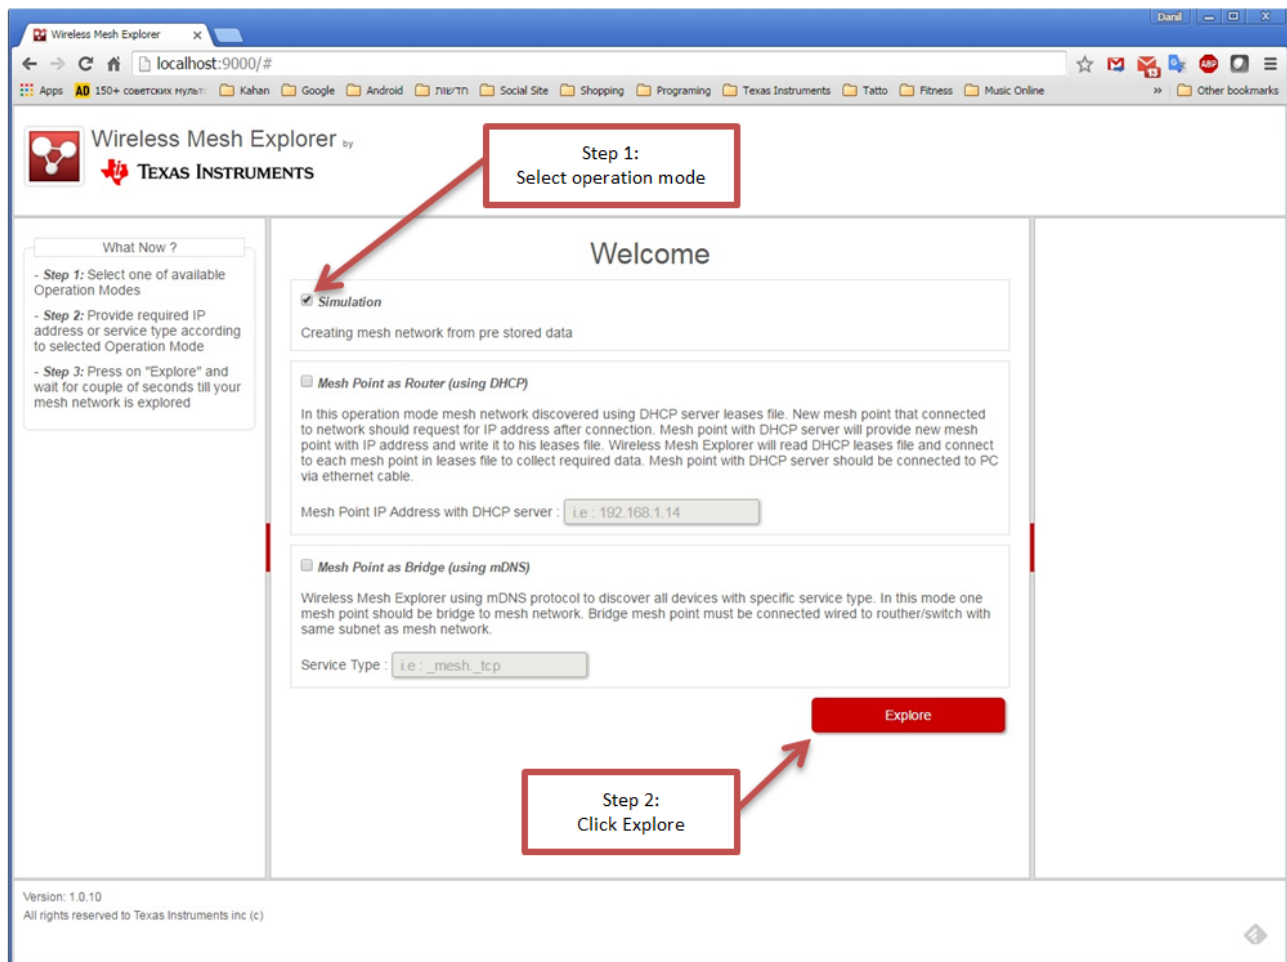 Danil
Wireless Mesh Explorer
localhost:9000/#
13
ABP
Apps AD 150+ советских мульт Kahan Google Android חדשות Social Site Shopping Programing Texas Instruments Tatto Fitness Music Online » Other bookmarks
Wireless Mesh Explorer by
TEXAS INSTRUMENTS
Step 1:
Select operation mode
What Now ?
- Step 1: Select one of available
Operation Modes
- Step 2: Provide required IP
address or service type according
to selected Operation Mode
- Step 3: Press on "Explore" and
wait for couple of seconds till your
mesh network is explored
Welcome
Simulation
Creating mesh network from pre stored data
Mesh Point as Router (using DHCP)
In this operation mode mesh network discovered using DHCP server leases file. New mesh point that connected
to network should request for IP address after connection. Mesh point with DHCP server will provide new mesh
point with IP address and write it to his leases file. Wireless Mesh Explorer will read DHCP leases file and connect
to each mesh point in leases file to collect required data. Mesh point with DHCP server should be connected to PC
via ethernet cable.
Mesh Point IP Address with DHCP server : i.e : 192.168.1.14
Mesh Point as Bridge (using mDNS)
Wireless Mesh Explorer using mDNS protocol to discover all devices with specific service type. In this mode one
mesh point should be bridge to mesh network. Bridge mesh point must be connected wired to routher/switch with
same subnet as mesh network.
Service Type : i.e : _mesh._tcp
Explore
Step 2:
Click Explore
Version: 1.0.10
All rights reserved to Texas Instruments inc (c)